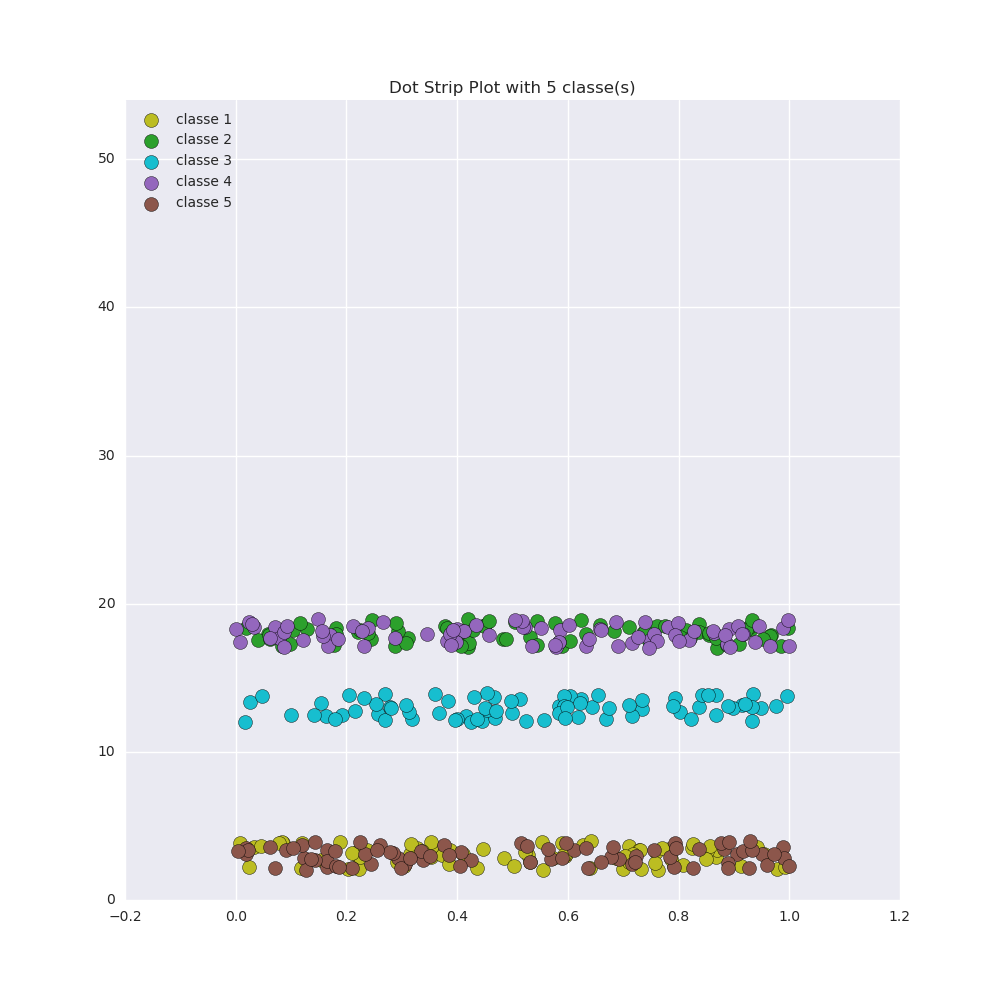 Dot Strip Plot with 5 classe(s)
classe 1
classe 2
classe 3
classe 4
classe 5
50
40
30
20
10
0
−0.2 0.0 0.2 0.4 0.6 0.8 1.0 1.2